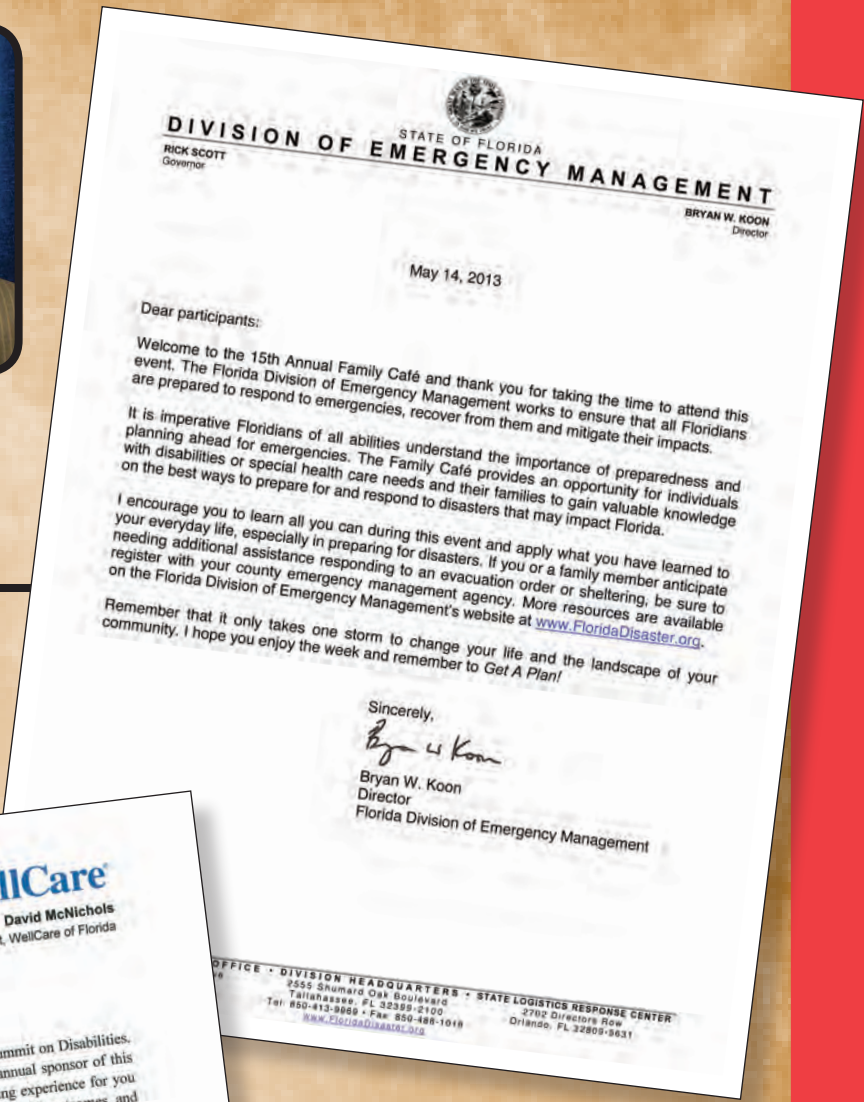 STATE OF FLORIDA
DIVISION OF EMERGENCY MANAGEMENT
RICK SCOTT
Governor
BRYAN W. KOON
Director
May 14, 2013
Dear participants:
Welcome to the 15th Annual Family Café and thank you for taking the time to attend this
event. The Florida Division of Emergency Management works to ensure that all Floridians
are prepared to respond to emergencies, recover from them and mitigate their impacts.
It is imperative Floridians of all abilities understand the importance of preparedness and
planning ahead for emergencies. The Family Café provides an opportunity for individuals
with disabilities or special health care needs and their families to gain valuable knowledge
on the best ways to prepare for and respond to disasters that may impact Florida.
I encourage you to learn all you can during this event and apply what you have learned to
your everyday life, especially in preparing for disasters. If you or a family member anticipate
needing additional assistance responding to an evacuation order or sheltering, be sure to
register with your county emergency management agency. More resources are available
on the Florida Division of Emergency Management's website at www.FloridaDisaster.org.
Remember that it only takes one storm to change your life and the landscape of your
community. I hope you enjoy the week and remember to Get A Plan!
Sincerely,
Bryan W Koon
Bryan W. Koon
Director
Florida Division of Emergency Management
OFFICE • DIVISION HEADQUARTERS • STATE LOGISTICS RESPONSE CENTER
2555 Shumard Oak Boulevard
2702 Directors Row
Tallahassee, FL 32399-2100
Orlando, FL 32809-5631
Tel: 850-413-9969 • Fax: 850-488-1016
www.FloridaDisaster.org
llCare
David McNichols
WellCare of Florida
ummit on Disabilities.
annual sponsor of this
ng experience for you
and